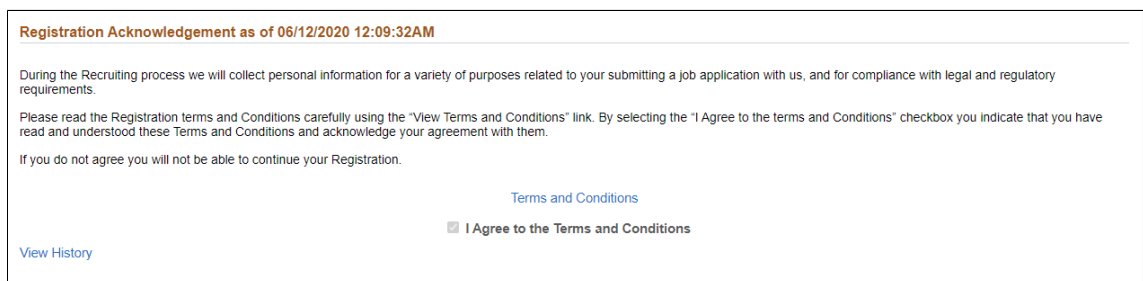 Registration Acknowledgement as of 06/12/2020 12:09:32AM
During the Recruiting process we will collect personal information for a variety of purposes related to your submitting a job application with us, and for compliance with legal and regulatory
requirements.
Please read the Registration terms and Conditions carefully using the “View Terms and Conditions” link. By selecting the “I Agree to the terms and Conditions” checkbox you indicate that you have
read and understood these Terms and Conditions and acknowledge your agreement with them.
If you do not agree you will not be able to continue your Registration.
Terms and Conditions
I Agree to the Terms and Conditions
View History